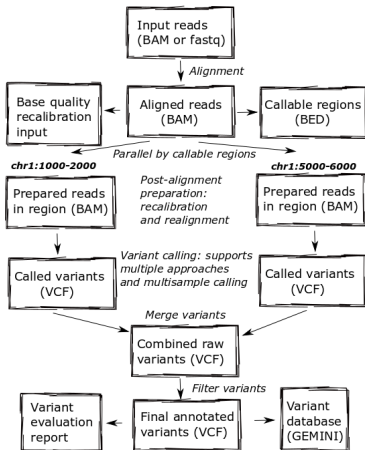 Input reads
(BAM or fastq)
Alignment
Base quality
recalibration
input
Aligned reads
(BAM)
Callable regions
(BED)
Parallel by callable regions
chr1:1000-2000
chr1:5000-6000
Prepared reads
in region (BAM)
Post-alignment
preparation:
recalibration
and realignment
Prepared reads
in region (BAM)
Variant calling: supports
multiple approaches
and multisample calling
Called variants
(VCF)
Called variants
(VCF)
Merge variants
Combined raw
variants (VCF)
Filter variants
Variant
evaluation
report
Final annotated
variants (VCF)
Variant
database
(GEMINI)